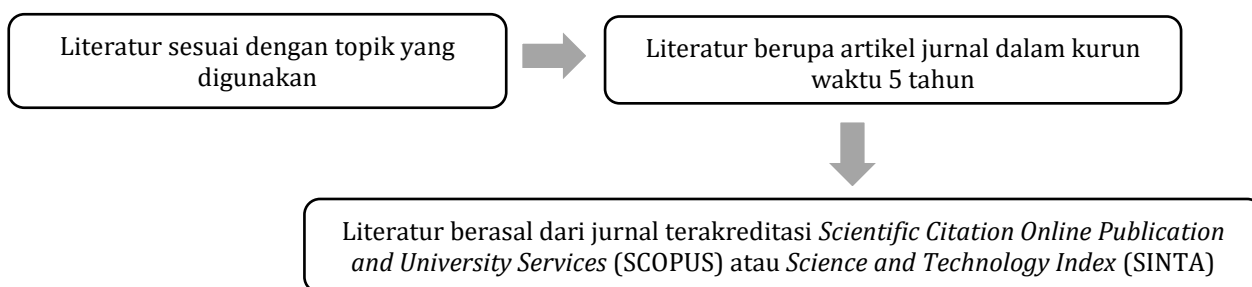 Literatur sesuai dengan topik yang
digunakan
Literatur berupa artikel jurnal dalam kurun
waktu 5 tahun
Literatur berasal dari jurnal terakreditasi Scientific Citation Online Publication
and University Services (SCOPUS) atau Science and Technology Index (SINTA)